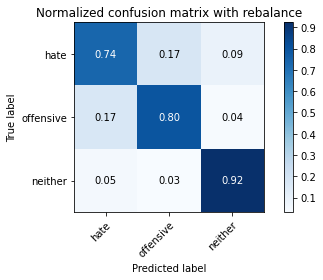 Normalized confusion matrix with rebalance
True label
hate
0.74 0.17 0.09
offensive
0.17 0.80 0.04
neither
0.05 0.03 0.92
hate
offensive
neither
Predicted label
0.9
0.8
0.7
0.6
0.5
0.4
0.3
0.2
0.1